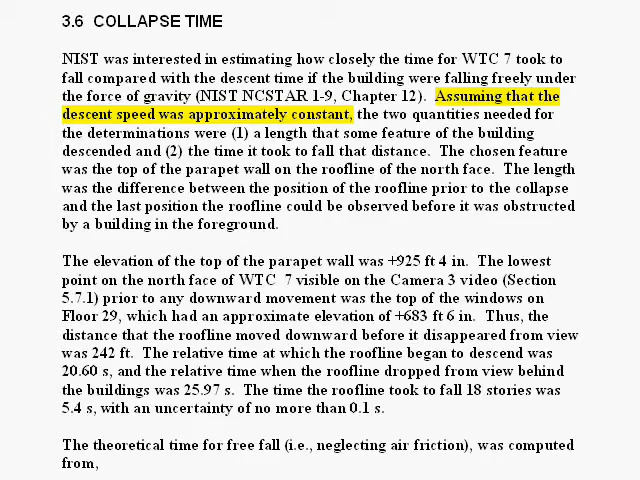 3.6 COLLAPSE TIME
NIST was interested in estimating how closely the time for WTC 7 took to
fall compared with the descent time if the building were falling freely under
the force of gravity (NIST NCSTAR 1-9, Chapter 12). Assuming that the
descent speed was approximately constant, the two quantities needed for
the determinations were (1) a length that some feature of the building
descended and (2) the time it took to fall that distance. The chosen feature
was the top of the parapet wall on the roofline of the north face. The length
was the difference between the position of the roofline prior to the collapse
and the last position the roofline could be observed before it was obstructed
by a building in the foreground.
The elevation of the top of the parapet wall was +925 ft 4 in. The lowest
point on the north face of WTC 7 visible on the Camera 3 video (Section
5.7.1) prior to any downward movement was the top of the windows on
Floor 29, which had an approximate elevation of +683 ft 6 in. Thus, the
distance that the roofline moved downward before it disappeared from view
was 242 ft. The relative time at which the roofline began to descend was
20.60 s, and the relative time when the roofline dropped from view behind
the buildings was 25.97 s. The time the roofline took to fall 18 stories was
5.4 s, with an uncertainty of no more than 0.1 s.
The theoretical time for free fall (i.e., neglecting air friction), was computed
from,